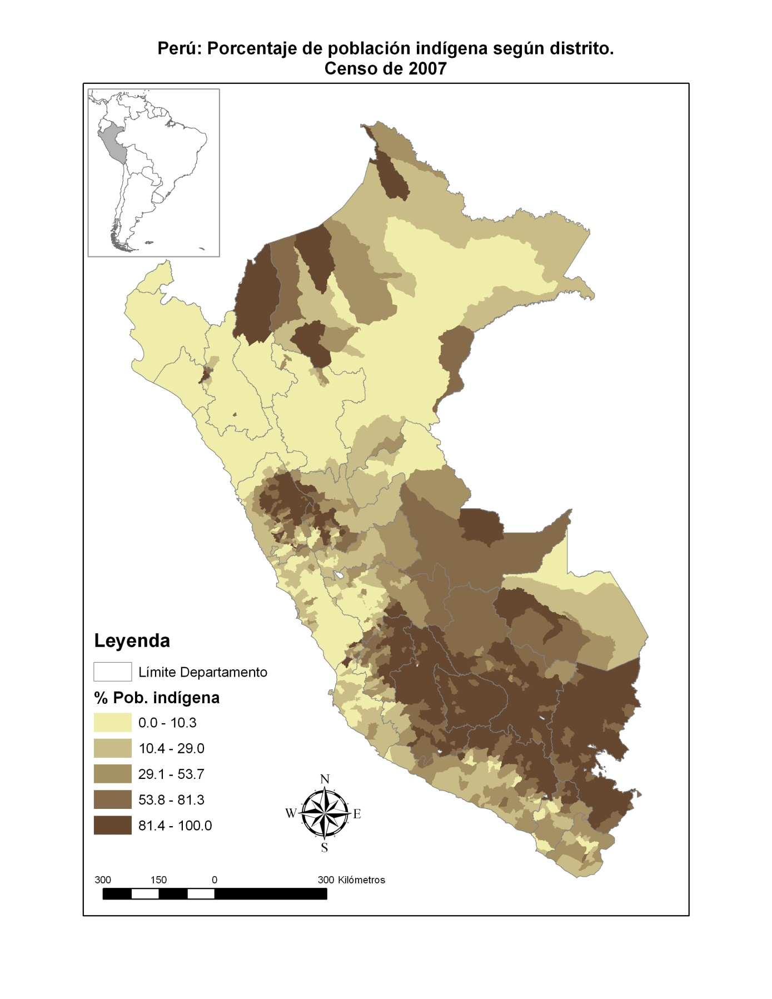 Perú: Porcentaje de población indígena según distrito.
Censo de 2007
Leyenda
Límite Departamento
% Pob. indígena
0.0 - 10.3
10.4 - 29.0
29.1 - 53.7
53.8 - 81.3
81.4 - 100.0
N
W E
S
300 150 0 300 Kilómetros